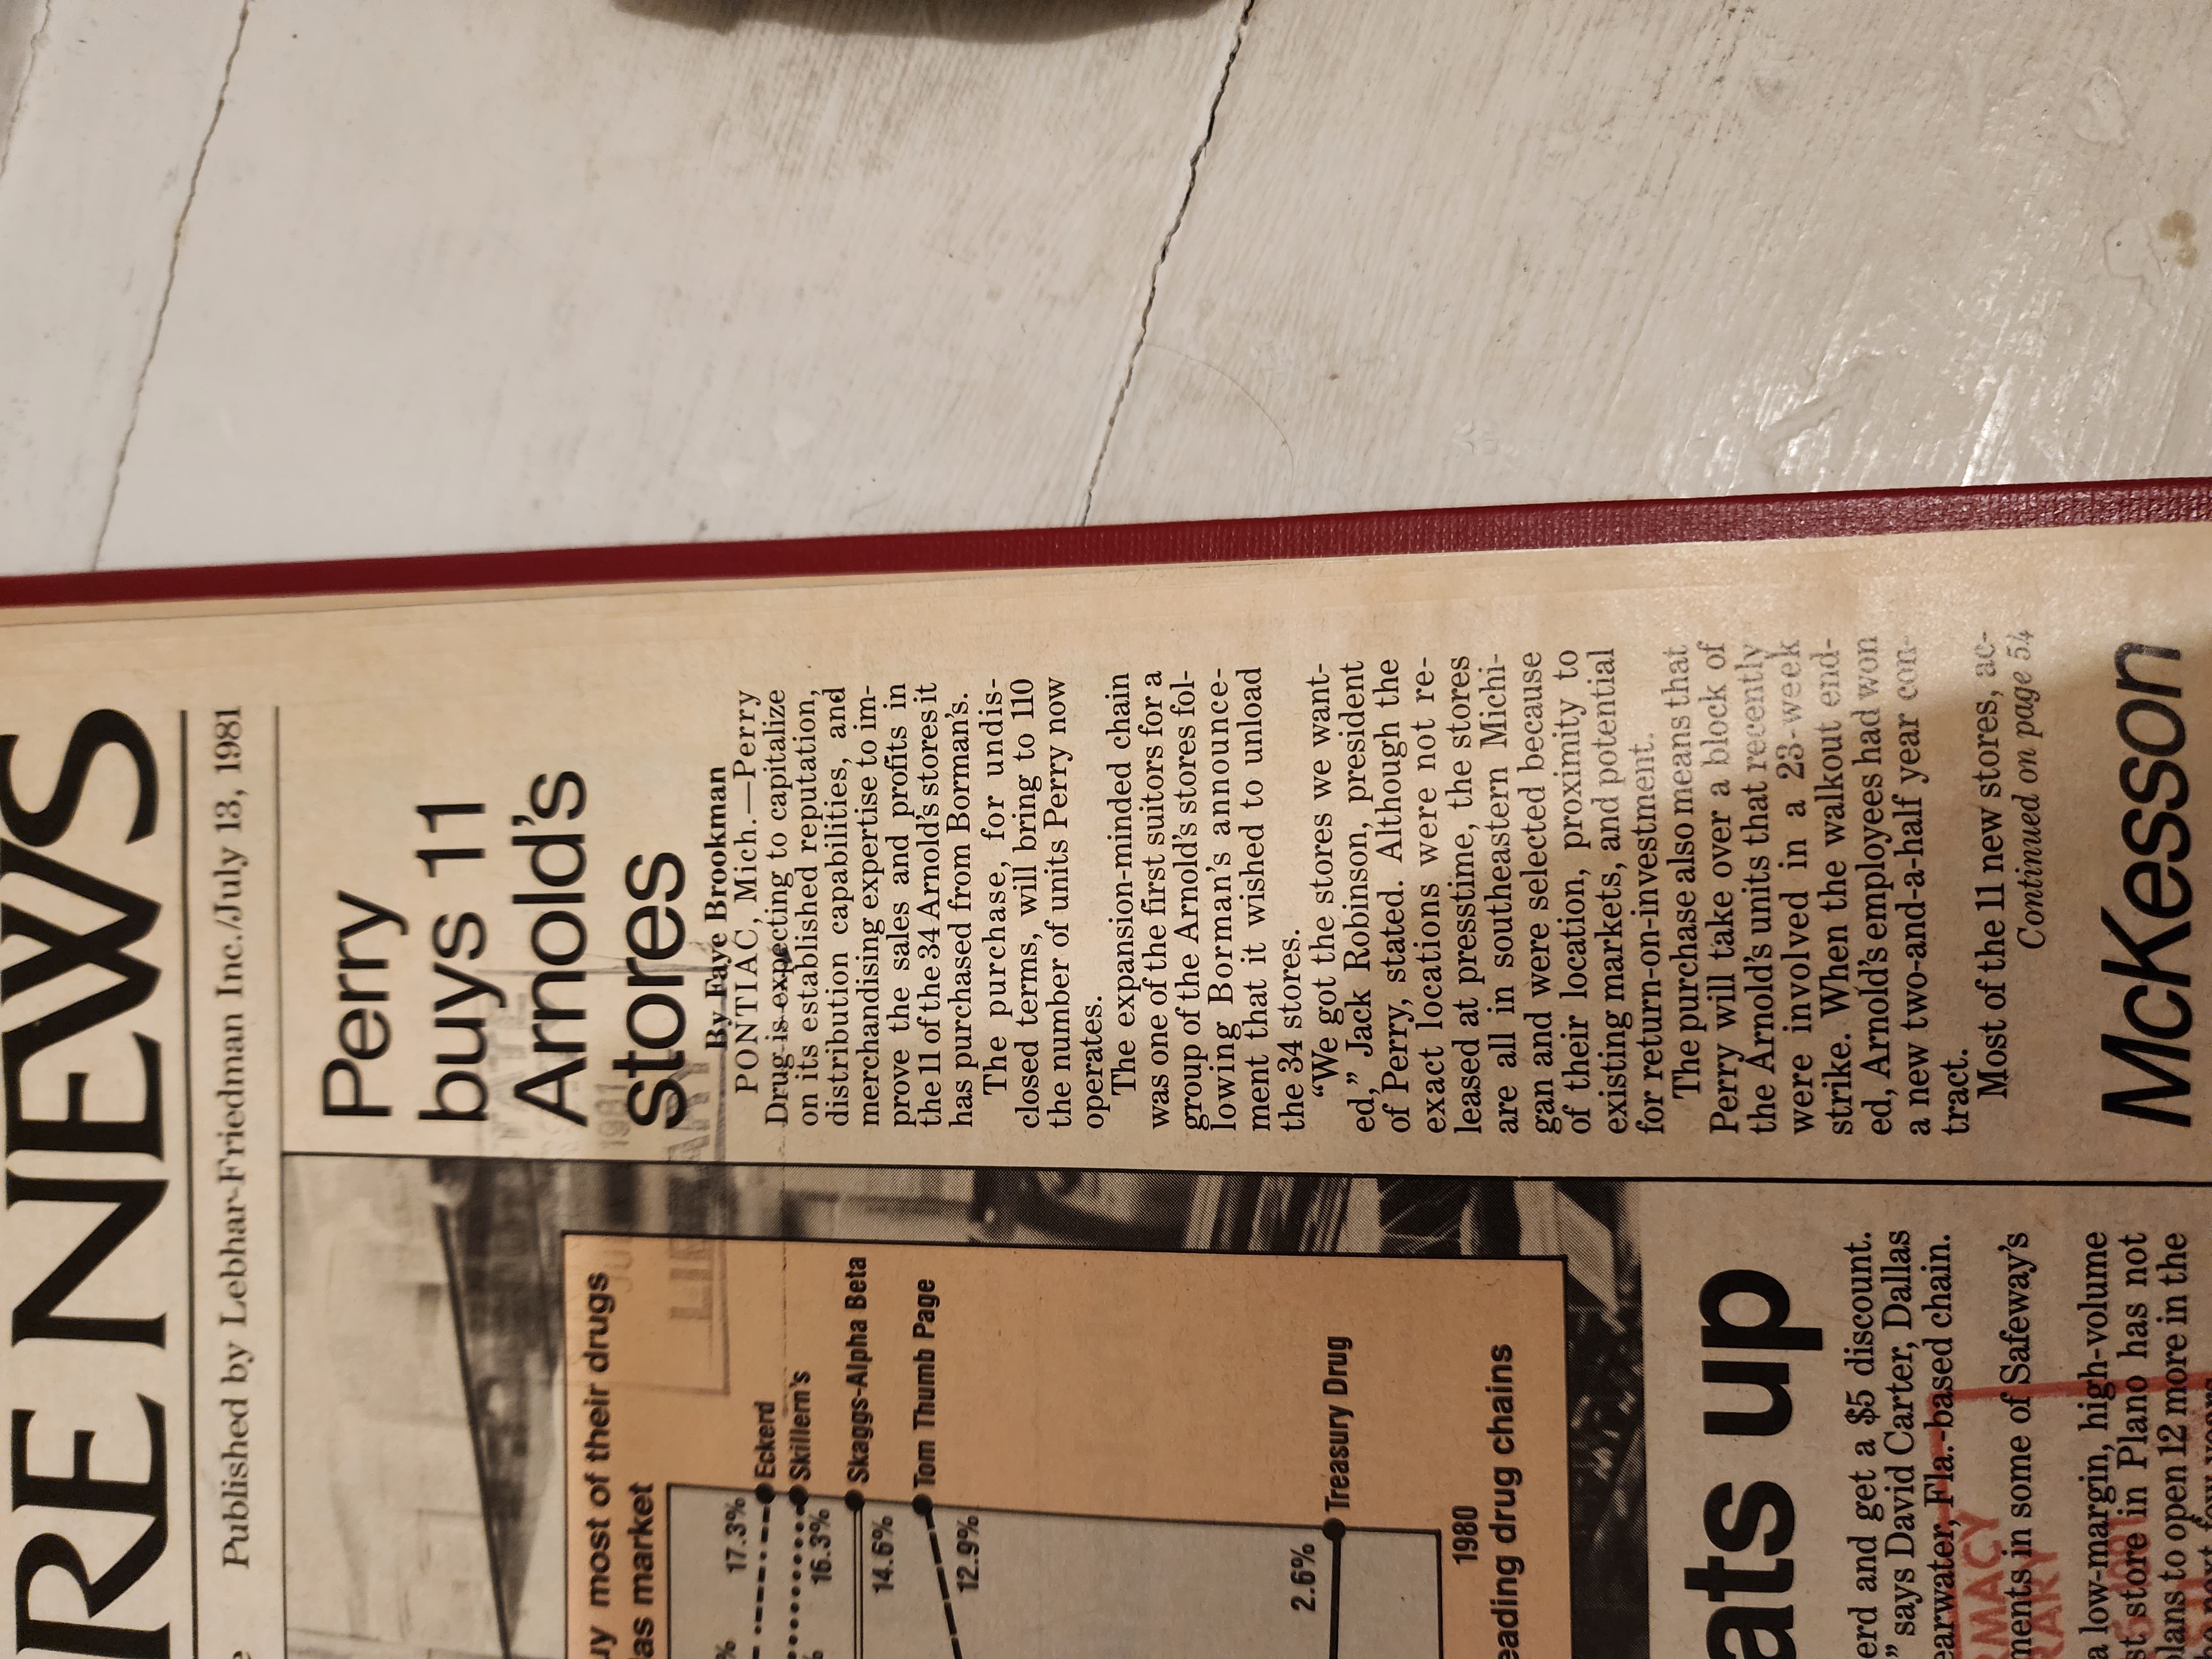 RE NEWS
Published by Lebhar-Friedman Inc./July 13, 1981
Perry
buys 11
Arnold's
stores
By Faye Brookman
PONTIAC, Mich.—Perry
Drug is expecting to capitalize
on its established reputation,
distribution capabilities, and
merchandising expertise to im-
prove the sales and profits in
the 11 of the 34 Arnold's stores it
has purchased from Borman's.
The purchase, for undis-
closed terms, will bring to 110
the number of units Perry now
operates.
The expansion-minded chain
was one of the first suitors for a
group of the Arnold's stores fol-
lowing Borman's announce-
ment that it wished to unload
the 34 stores.
“We got the stores we want-
ed,” Jack Robinson, president
of Perry, stated. Although the
exact locations were not re-
leased at presstime, the stores
are all in southeastern Michi-
gan and were selected because
of their location, proximity to
existing markets, and potential
for return-on-investment.
The purchase also means that
Perry will take over a block of
the Arnold's units that recently
were involved in a 23-week
strike. When the walkout end-
ed, Arnold's employees had won
a new two-and-a-half year con-
tract.
Most of the 11 new stores, ac-
Continued on page 54
McKesson
uy most of their drugs
as market
17.3%
Eckerd
Skillern's
16.3%
Skaggs-Alpha Beta
14.6%
Tom Thumb Page
12.9%
Treasury Drug
2.6%
1980
eading drug chains
ats up
erd and get a $5 discount.
” says David Carter, Dallas
earwater, Fla.-based chain.
ments in some of Safeway's
a low-margin, high-volume
st store in Plano has not
plans to open 12 more in the
1981